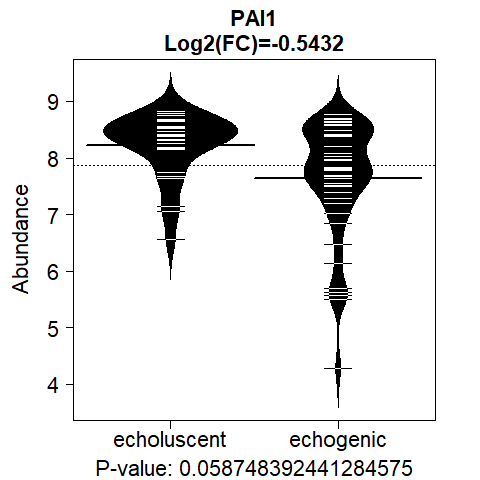 PAI1
Log2(FC)=-0.5432
9
8
7
6
5
4
Abundance
echoluscent echogenic
P-value: 0.058748392441284575